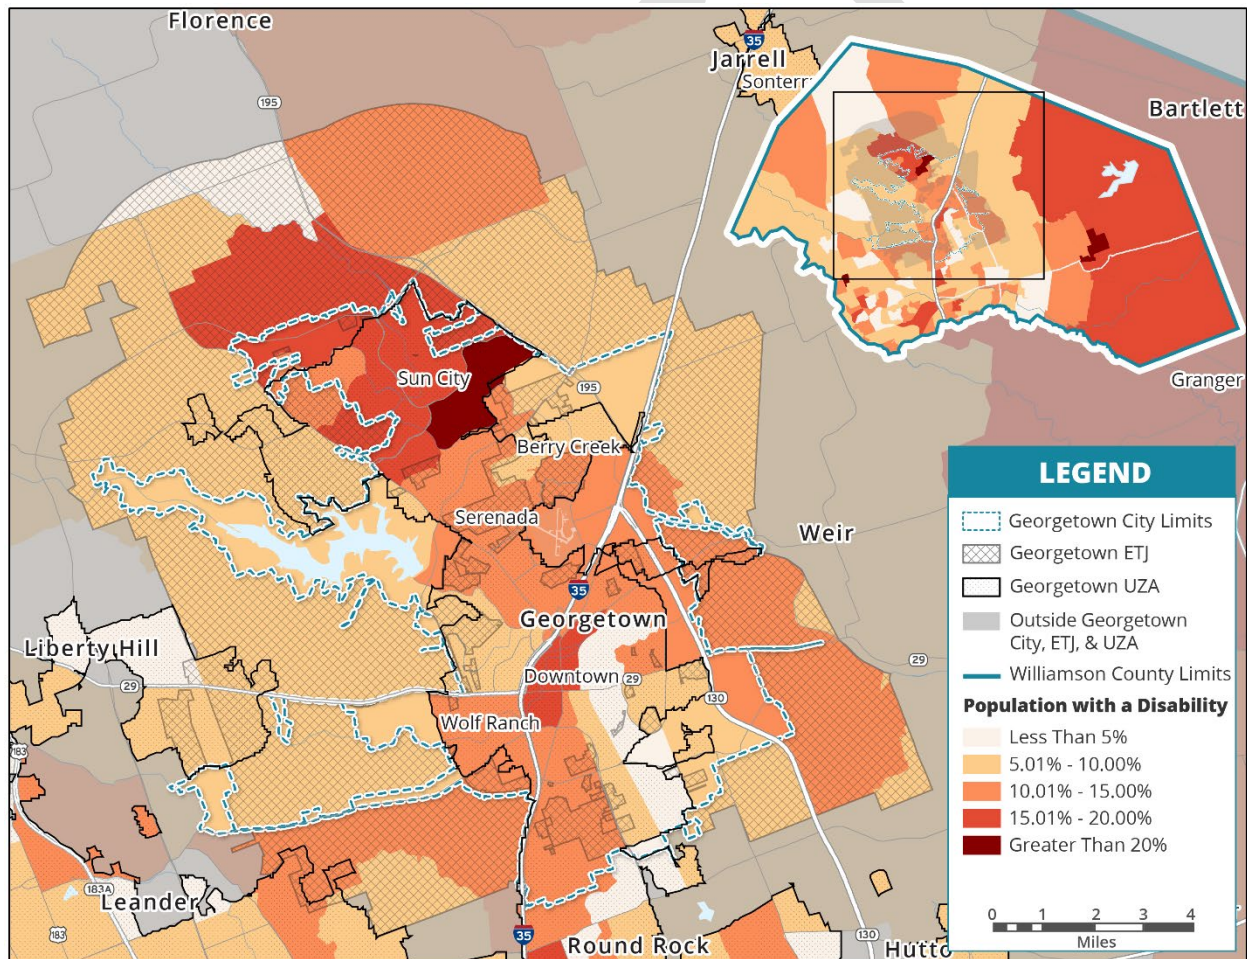 Florence
35
Jarrell
Sonterr
195
Bartlett
Granger
Sun City
195
Berry Creek
Serenada
Weir
35
Georgetown
Liberty Hill
29
Downtown
29
29
130
Wolf Ranch
183
183A
Leander
183
35
Round Rock
130
Hutto
LEGEND
Georgetown City Limits
Georgetown ETJ
Georgetown UZA
Outside Georgetown
City, ETJ, & UZA
Williamson County Limits
Population with a Disability
Less Than 5%
5.01% - 10.00%
10.01% - 15.00%
15.01% - 20.00%
Greater Than 20%
0 1 2 3 4
Miles